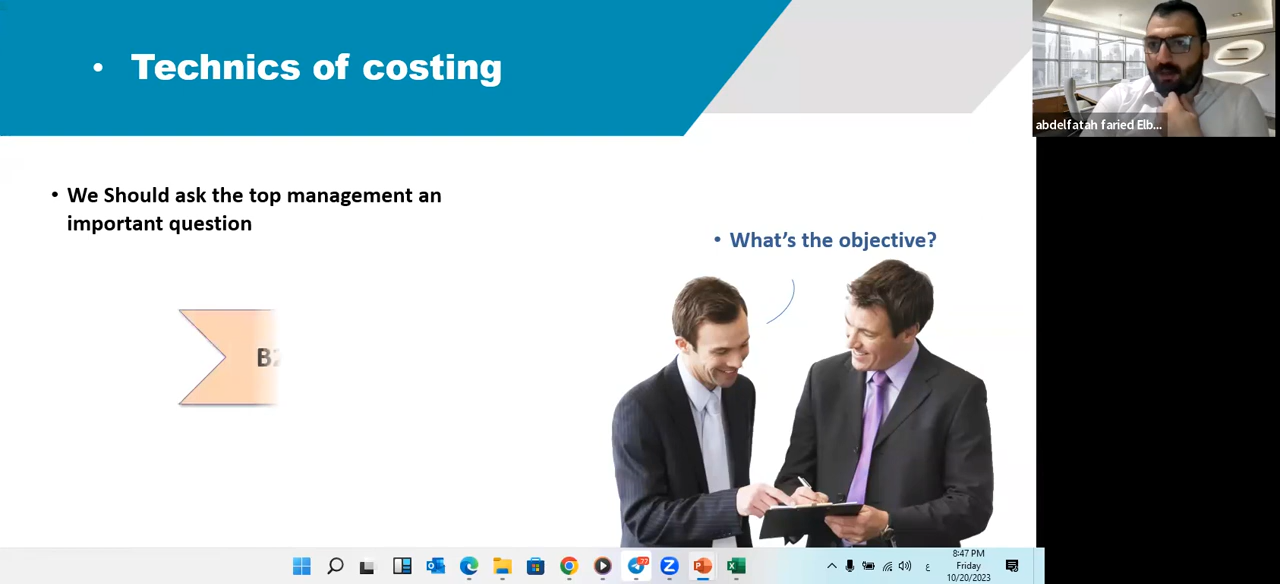 • Technics of costing
• We Should ask the top management an
important question
• What's the objective?
abdelfatah faried Elb...
8:47 PM
Friday
10/20/2023
ع